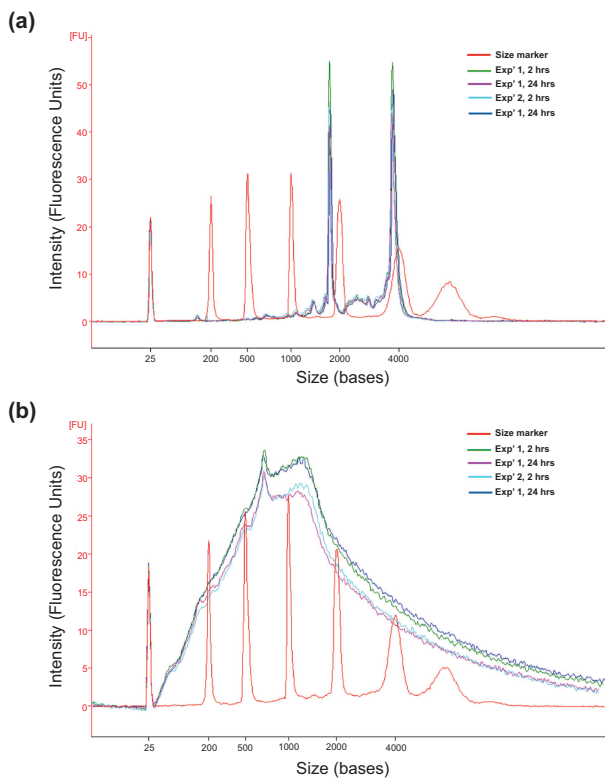 (a)
[FU]
Size marker
Exp' 1, 2 hrs
Exp' 1, 24 hrs
Exp' 2, 2 hrs
Exp' 1, 24 hrs
50
40
30
20
10
0
Intensity (Fluorescence Units)
25 200 500 1000 2000 4000
Size (bases)
(b)
[FU]
Size marker
Exp' 1, 2 hrs
Exp' 1, 24 hrs
Exp' 2, 2 hrs
Exp' 1, 24 hrs
35
30
25
20
15
10
5
0
Intensity (Fluorescence Units)
25 200 500 1000 2000 4000
Size (bases)